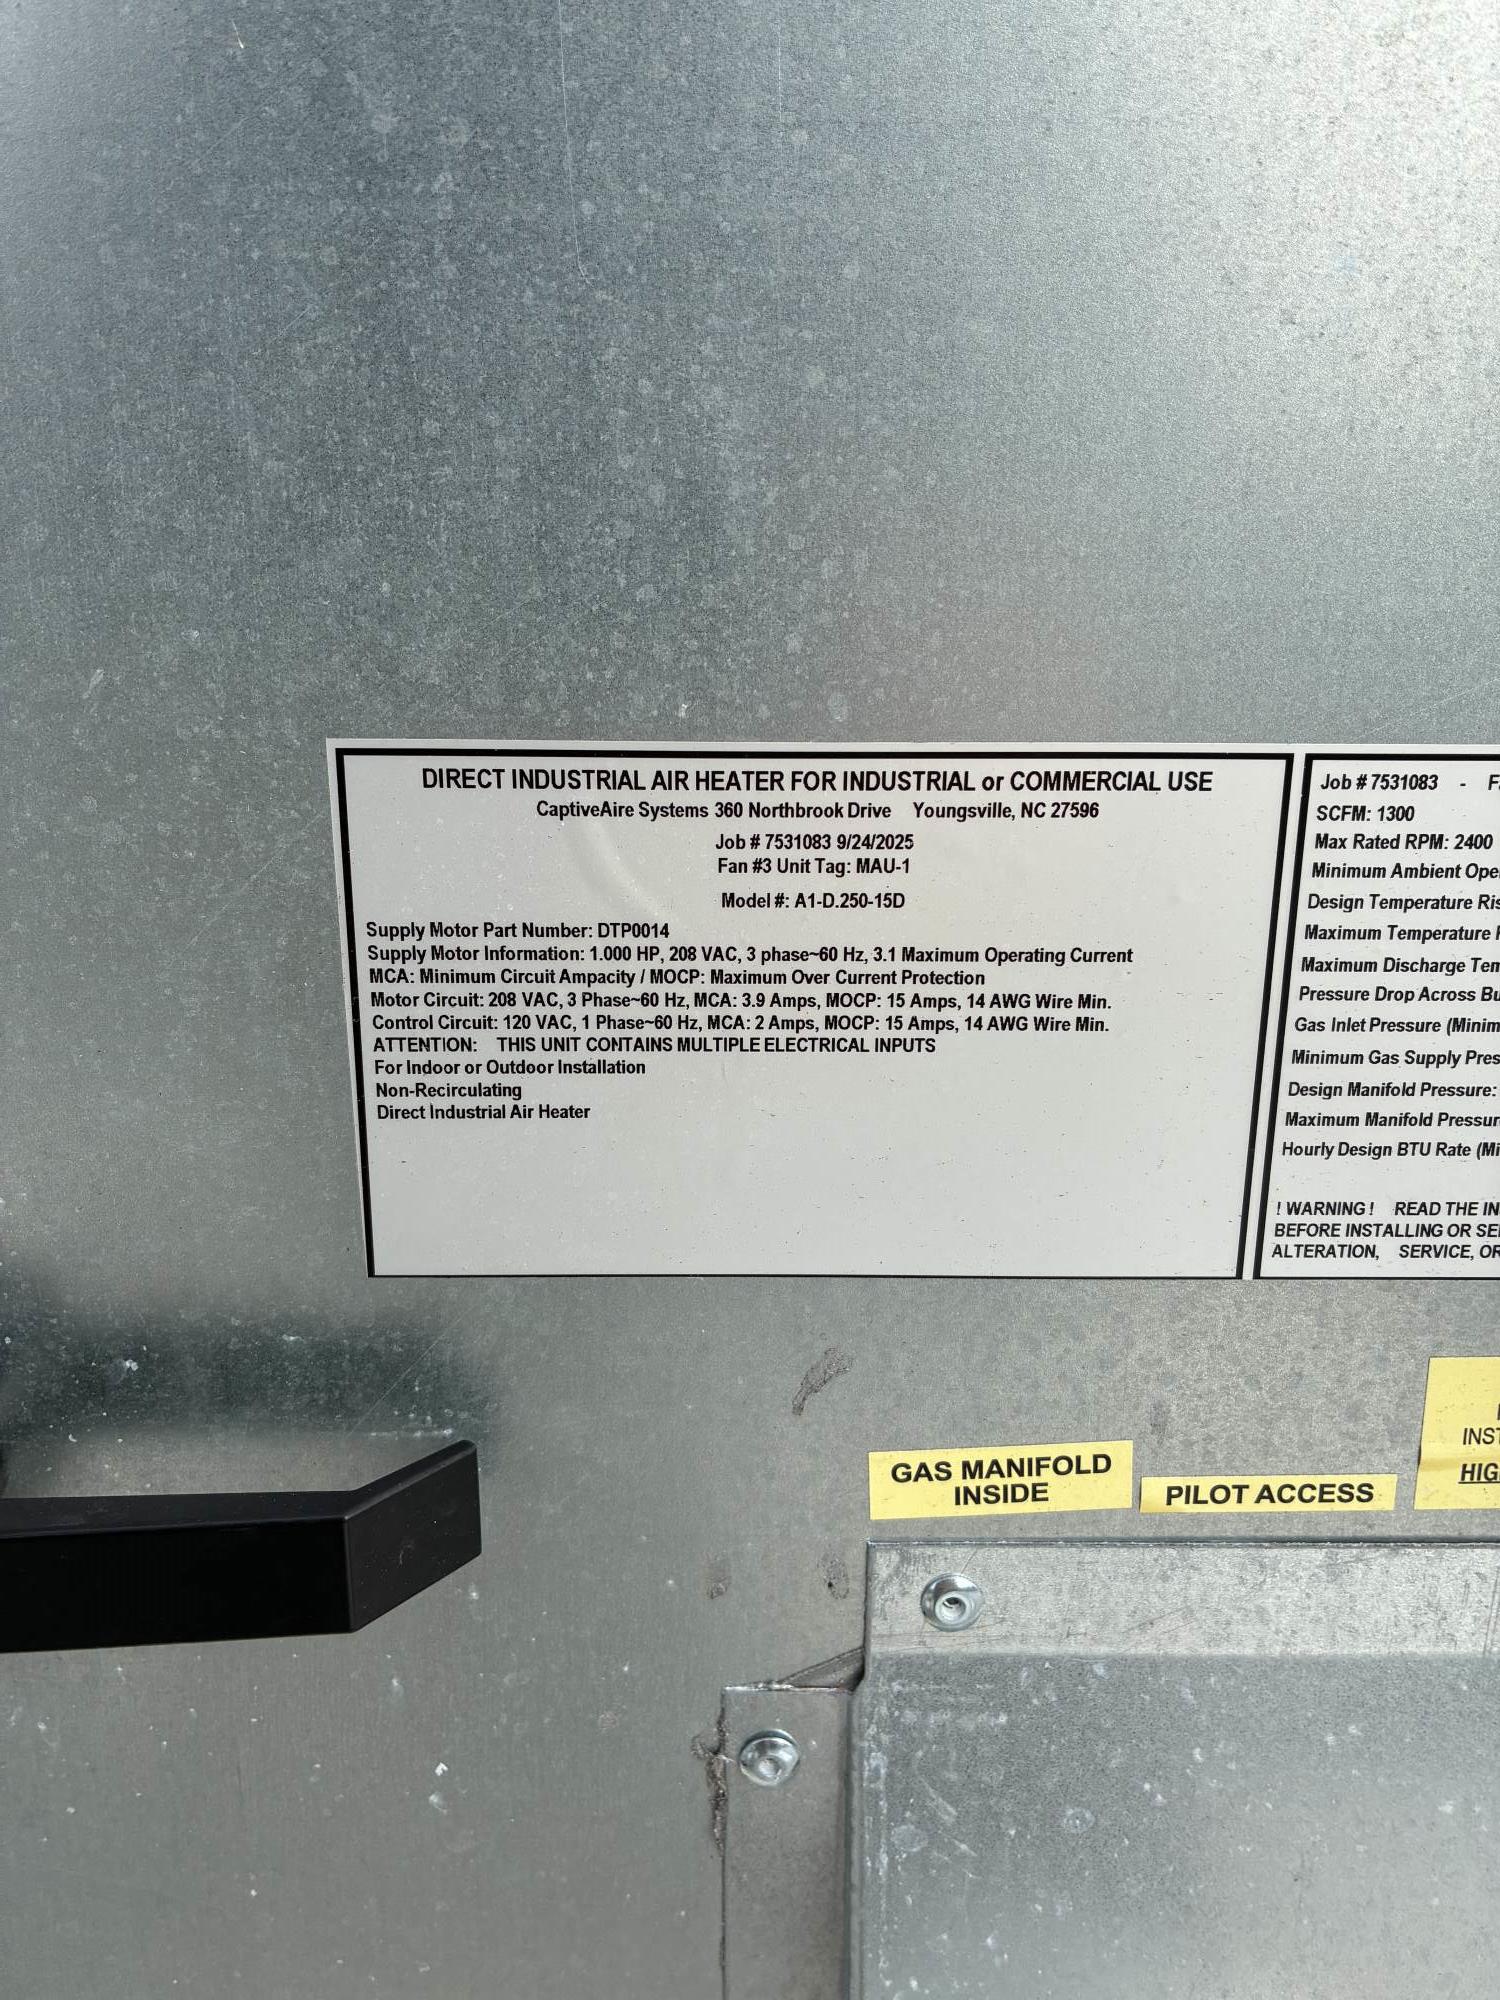 DIRECT INDUSTRIAL AIR HEATER FOR INDUSTRIAL or COMMERCIAL USE
CaptiveAire Systems 360 Northbrook Drive Youngsville, NC 27596
Job # 7531083 9/24/2025
Fan #3 Unit Tag: MAU-1
Model #: A1-D.250-15D
Supply Motor Part Number: DTP0014
Supply Motor Information: 1.000 HP, 208 VAC, 3 phase~60 Hz, 3.1 Maximum Operating Current
MCA: Minimum Circuit Ampacity / MOCP: Maximum Over Current Protection
Motor Circuit: 208 VAC, 3 Phase~60 Hz, MCA: 3.9 Amps, MOCP: 15 Amps, 14 AWG Wire Min.
Control Circuit: 120 VAC, 1 Phase~60 Hz, MCA: 2 Amps, MOCP: 15 Amps, 14 AWG Wire Min.
ATTENTION: THIS UNIT CONTAINS MULTIPLE ELECTRICAL INPUTS
For Indoor or Outdoor Installation
Non-Recirculating
Direct Industrial Air Heater
Job # 7531083 -
SCFM: 1300
Max Rated RPM: 2400
Minimum Ambient
Design Temperature
Maximum Temperature
Maximum Discharge
Pressure Drop Across
Gas Inlet Pressure
Minimum Gas Supply
Design Manifold Pressure:
Maximum Manifold
Hourly Design BTU Rate
! WARNING ! READ THE
BEFORE INSTALLING OR
ALTERATION, SERVICE,
GAS MANIFOLD
INSIDE
PILOT ACCESS